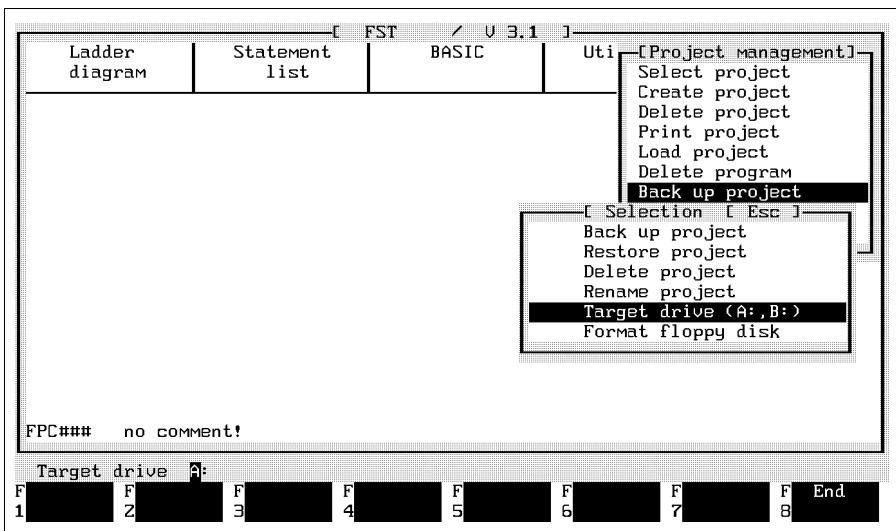 [ FST / V 3.1 ]
Ladder diagram
Statement list
BASIC
Uti
[Project management]
Select project
Create project
Delete project
Print project
Load project
Delete program
Back up project
[ Selection [ Esc ]
Back up project
Restore project
Delete project
Rename project
Target drive (A:,B:)
Format floppy disk
FPC### no comment!
Target drive A:
F1 F2 F3 F4 F5 F6 F7 F8 End